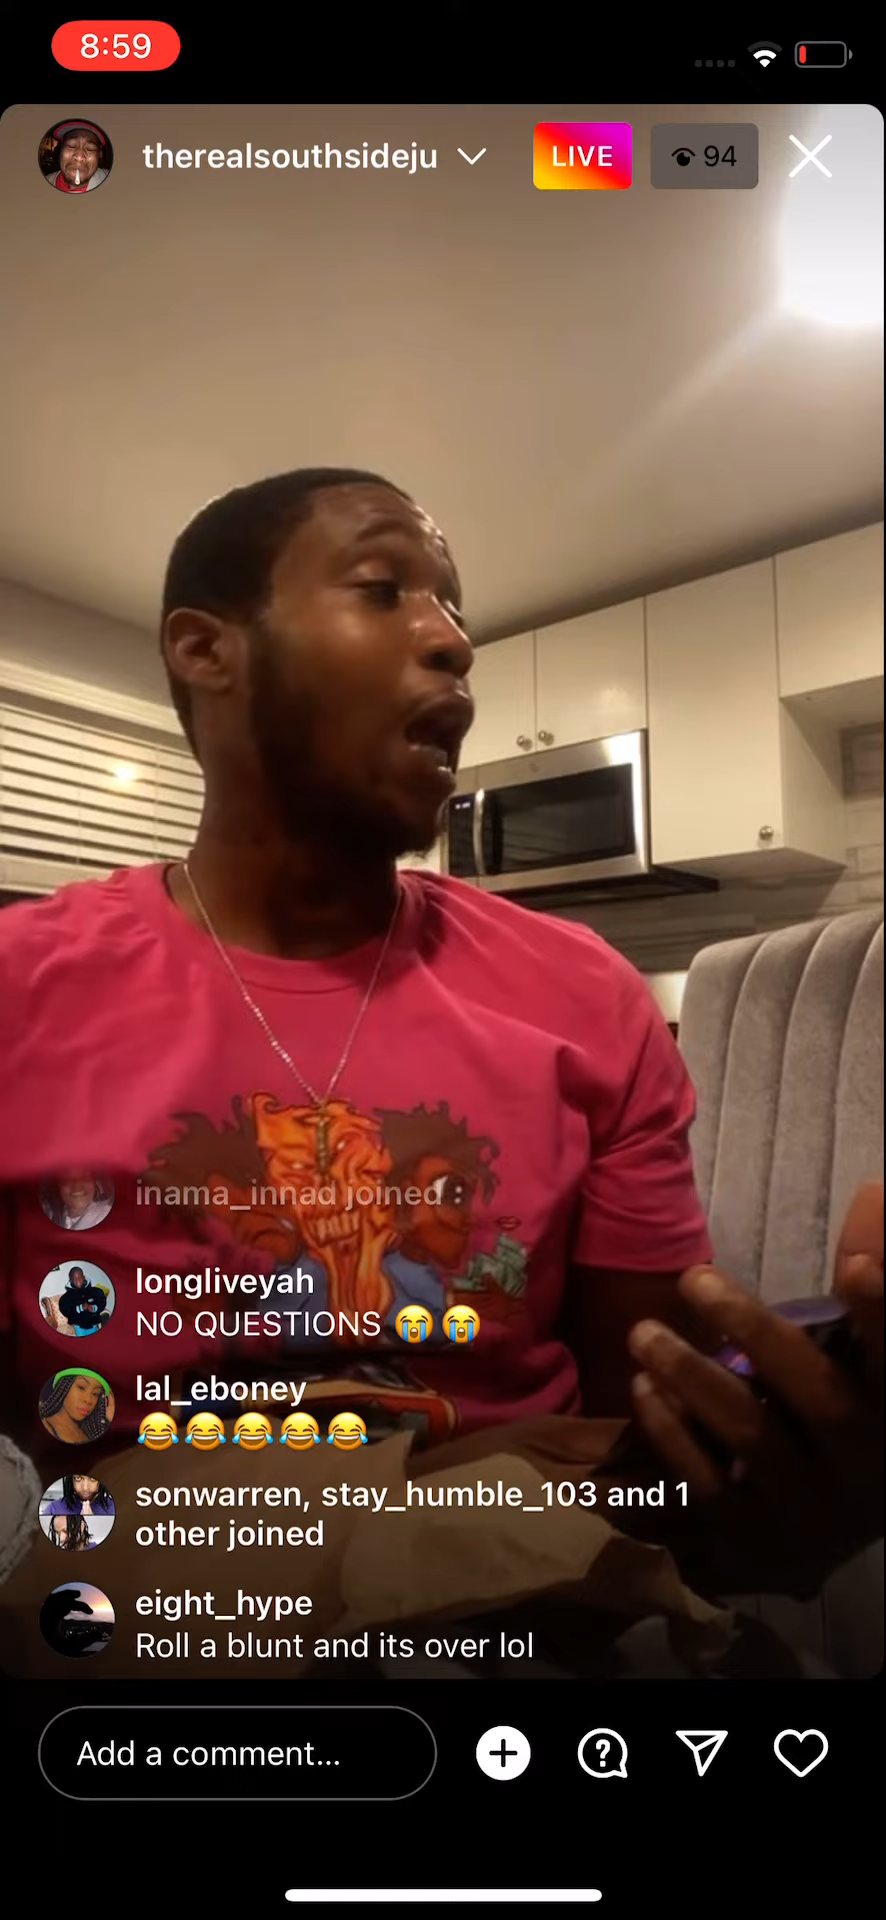 8:59
therealsouthsideju
LIVE
94
inama_innad joined
longliveyah
NO QUESTIONS 😭😭
lal_eboney
😂😂😂😂😂
sonwarren, stay_humble_103 and 1
other joined
eight_hype
Roll a blunt and its over lol
Add a comment...